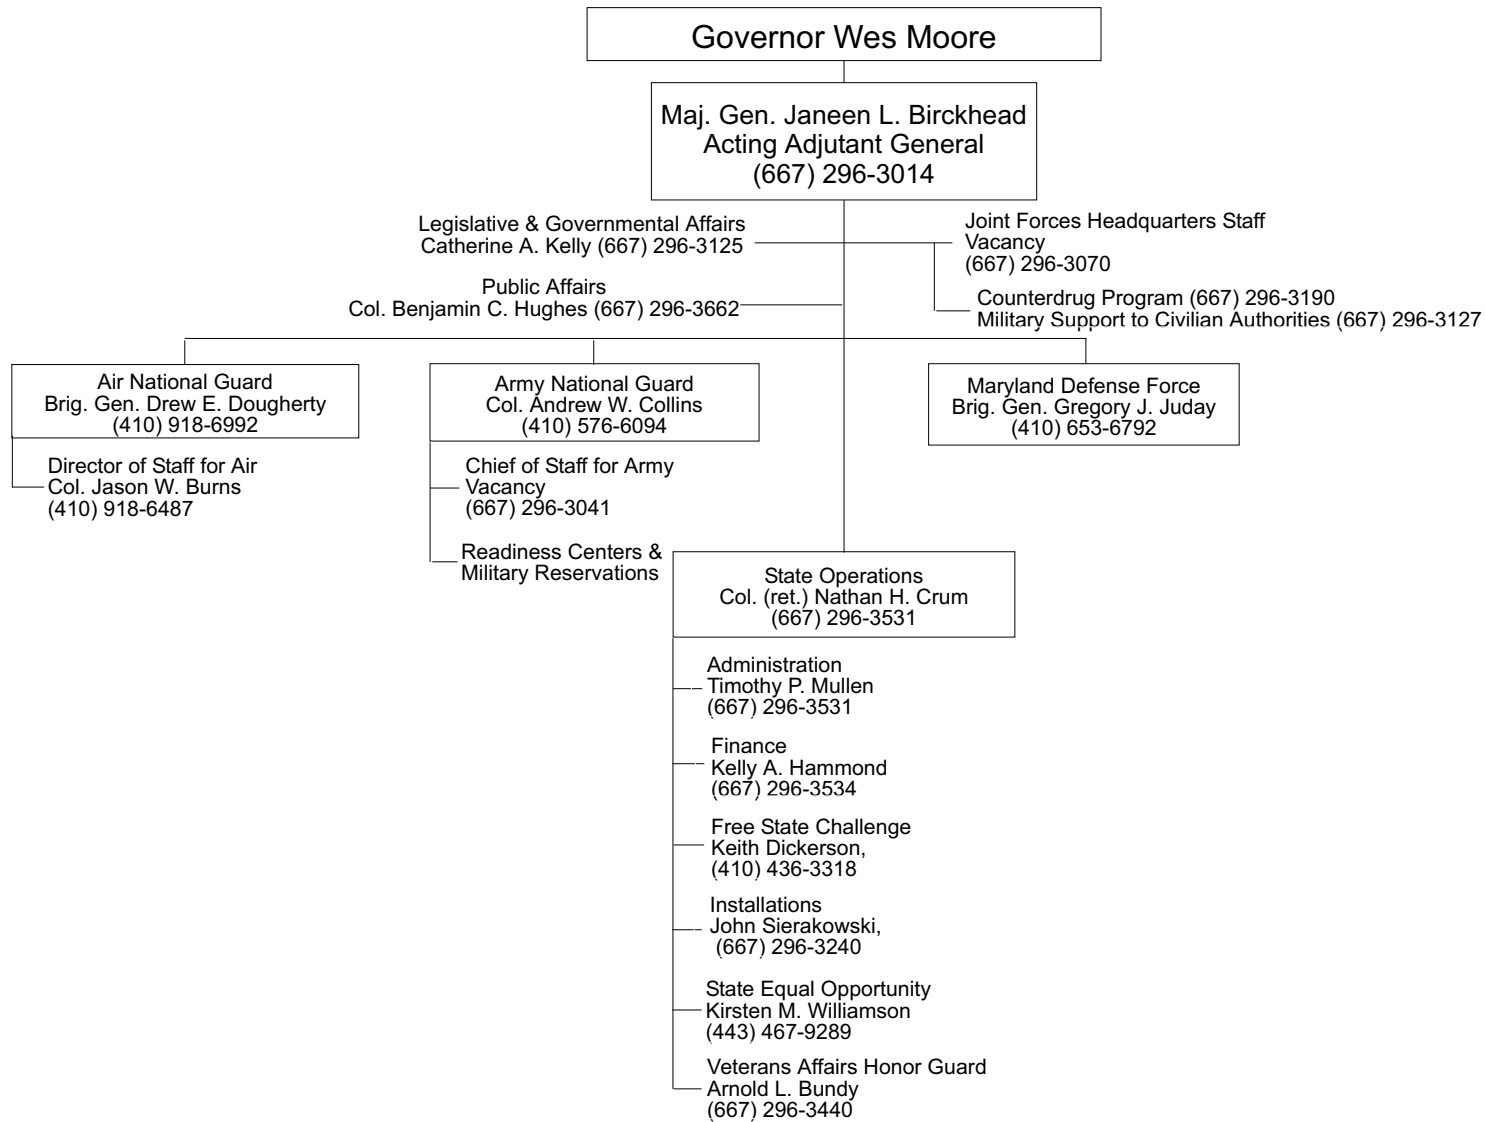 Governor Wes Moore
Maj. Gen. Janeen L. Birckhead
Acting Adjutant General
(667) 296-3014
Legislative & Governmental Affairs
Catherine A. Kelly (667) 296-3125
Joint Forces Headquarters Staff
Vacancy
(667) 296-3070
Public Affairs
Col. Benjamin C. Hughes (667) 296-3662
Counterdrug Program (667) 296-3190
Military Support to Civilian Authorities (667) 296-3127
Air National Guard
Brig. Gen. Drew E. Dougherty
(410) 918-6992
Army National Guard
Col. Andrew W. Collins
(410) 576-6094
Maryland Defense Force
Brig. Gen. Gregory J. Juday
(410) 653-6792
Director of Staff for Air
Col. Jason W. Burns
(410) 918-6487
Chief of Staff for Army
Vacancy
(667) 296-3041
Readiness Centers &
Military Reservations
State Operations
Col. (ret.) Nathan H. Crum
(667) 296-3531
Administration
Timothy P. Mullen
(667) 296-3531
Finance
Kelly A. Hammond
(667) 296-3534
Free State Challenge
Keith Dickerson,
(410) 436-3318
Installations
John Sierakowski,
(667) 296-3240
State Equal Opportunity
Kirsten M. Williamson
(443) 467-9289
Veterans Affairs Honor Guard
Arnold L. Bundy
(667) 296-3440